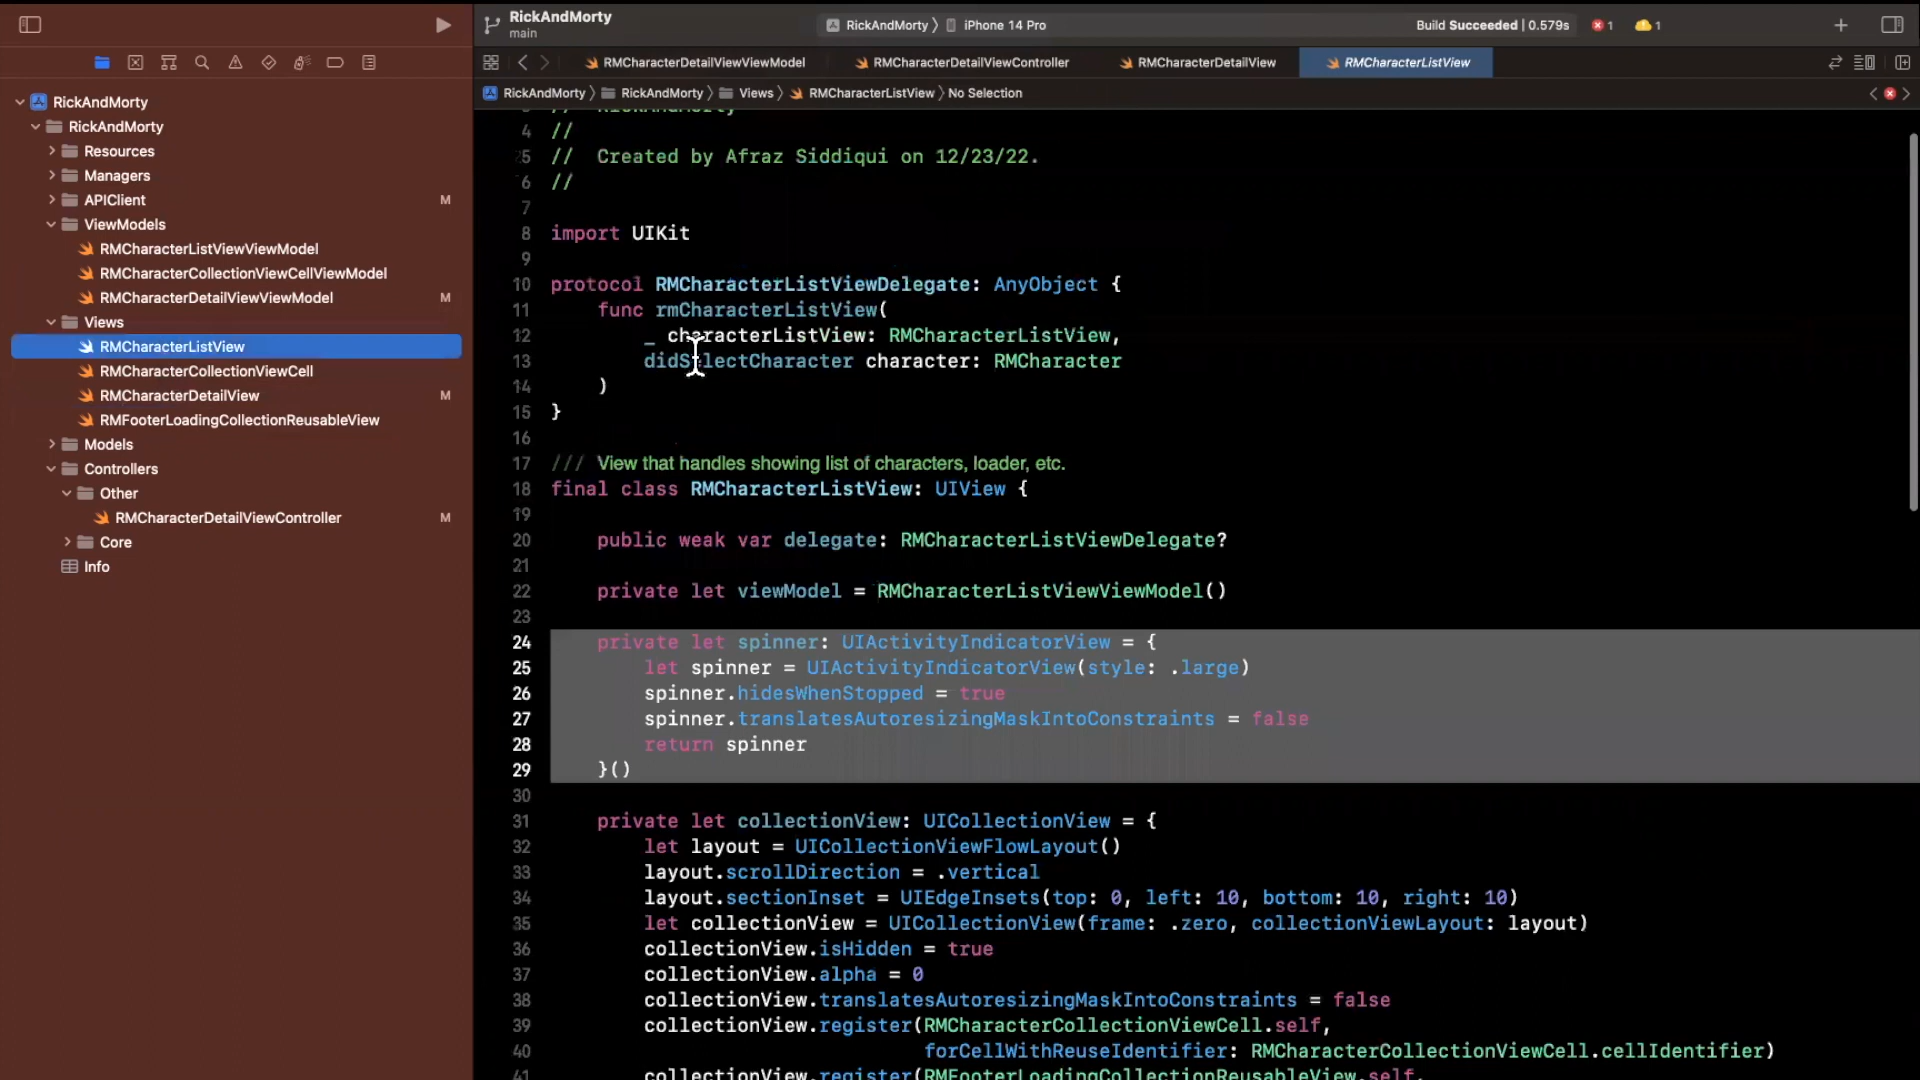 RickAndMorty
main
RickAndMorty 〉 iPhone 14 Pro
Build Succeeded | 0.579s
1
1
RMCharacterDetailViewViewModel
RMCharacterDetailViewController
RMCharacterDetailView
RMCharacterListView
RickAndMorty 〉 RickAndMorty 〉 Views 〉 RMCharacterListView 〉 No Selection
RickAndMorty
RickAndMorty
Resources
Managers
APIClient M
ViewModels
RMCharacterListViewViewModel
RMCharacterCollectionViewCellViewModel
RMCharacterDetailViewViewModel M
Views
RMCharacterListView
RMCharacterCollectionViewCell
RMCharacterDetailView M
RMFooterLoadingCollectionReusableView
Models
Controllers
Other
RMCharacterDetailViewController M
Core
Info
// RickAndMorty
4 //
25 // Created by Afraz Siddiqui on 12/23/22.
6 //
7
8 import UIKit
9
10 protocol RMCharacterListViewDelegate: AnyObject {
11 func rmCharacterListView(
12 _ characterListView: RMCharacterListView,
13 didSelectCharacter character: RMCharacter
14 )
15 }
16
17 /// View that handles showing list of characters, loader, etc.
18 final class RMCharacterListView: UIView {
19
20 public weak var delegate: RMCharacterListViewDelegate?
21
22 private let viewModel = RMCharacterListViewViewModel()
23
24 private let spinner: UIActivityIndicatorView = {
25 let spinner = UIActivityIndicatorView(style: .large)
26 spinner.hidesWhenStopped = true
27 spinner.translatesAutoresizingMaskIntoConstraints = false
28 return spinner
29 }()
30
31 private let collectionView: UICollectionView = {
32 let layout = UICollectionViewFlowLayout()
33 layout.scrollDirection = .vertical
34 layout.sectionInset = UIEdgeInsets(top: 0, left: 10, bottom: 10, right: 10)
35 let collectionView = UICollectionView(frame: .zero, collectionViewLayout: layout)
36 collectionView.isHidden = true
37 collectionView.alpha = 0
38 collectionView.translatesAutoresizingMaskIntoConstraints = false
39 collectionView.register(RMCharacterCollectionViewCell.self,
40 forCellWithReuseIdentifier: RMCharacterCollectionViewCell.cellIdentifier)
41 collectionView.register(RMFooterLoadingCollectionReusableView.self,